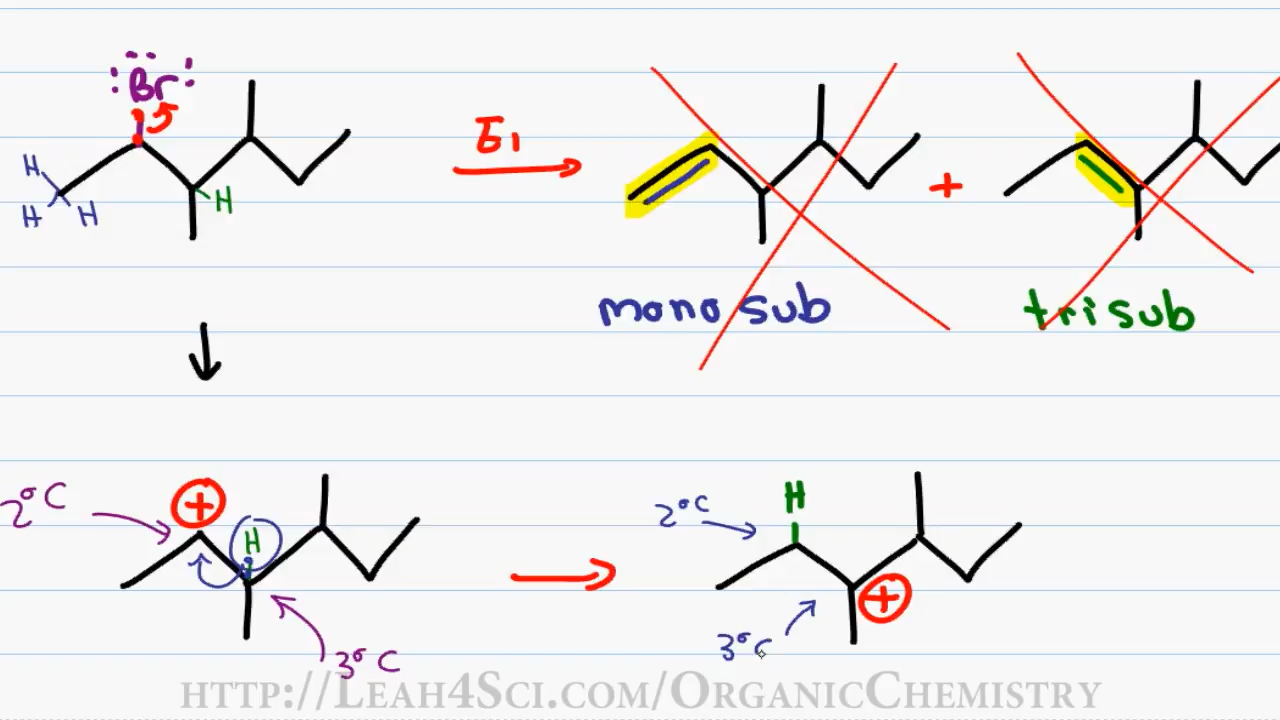 :Br:
H
H H
H
E1
+
mono sub
trisub
2° C
+
H
3° C
H
2° C
+
3° C
HTTP://LEAH4SCI.COM/ORGANICCHEMISTRY